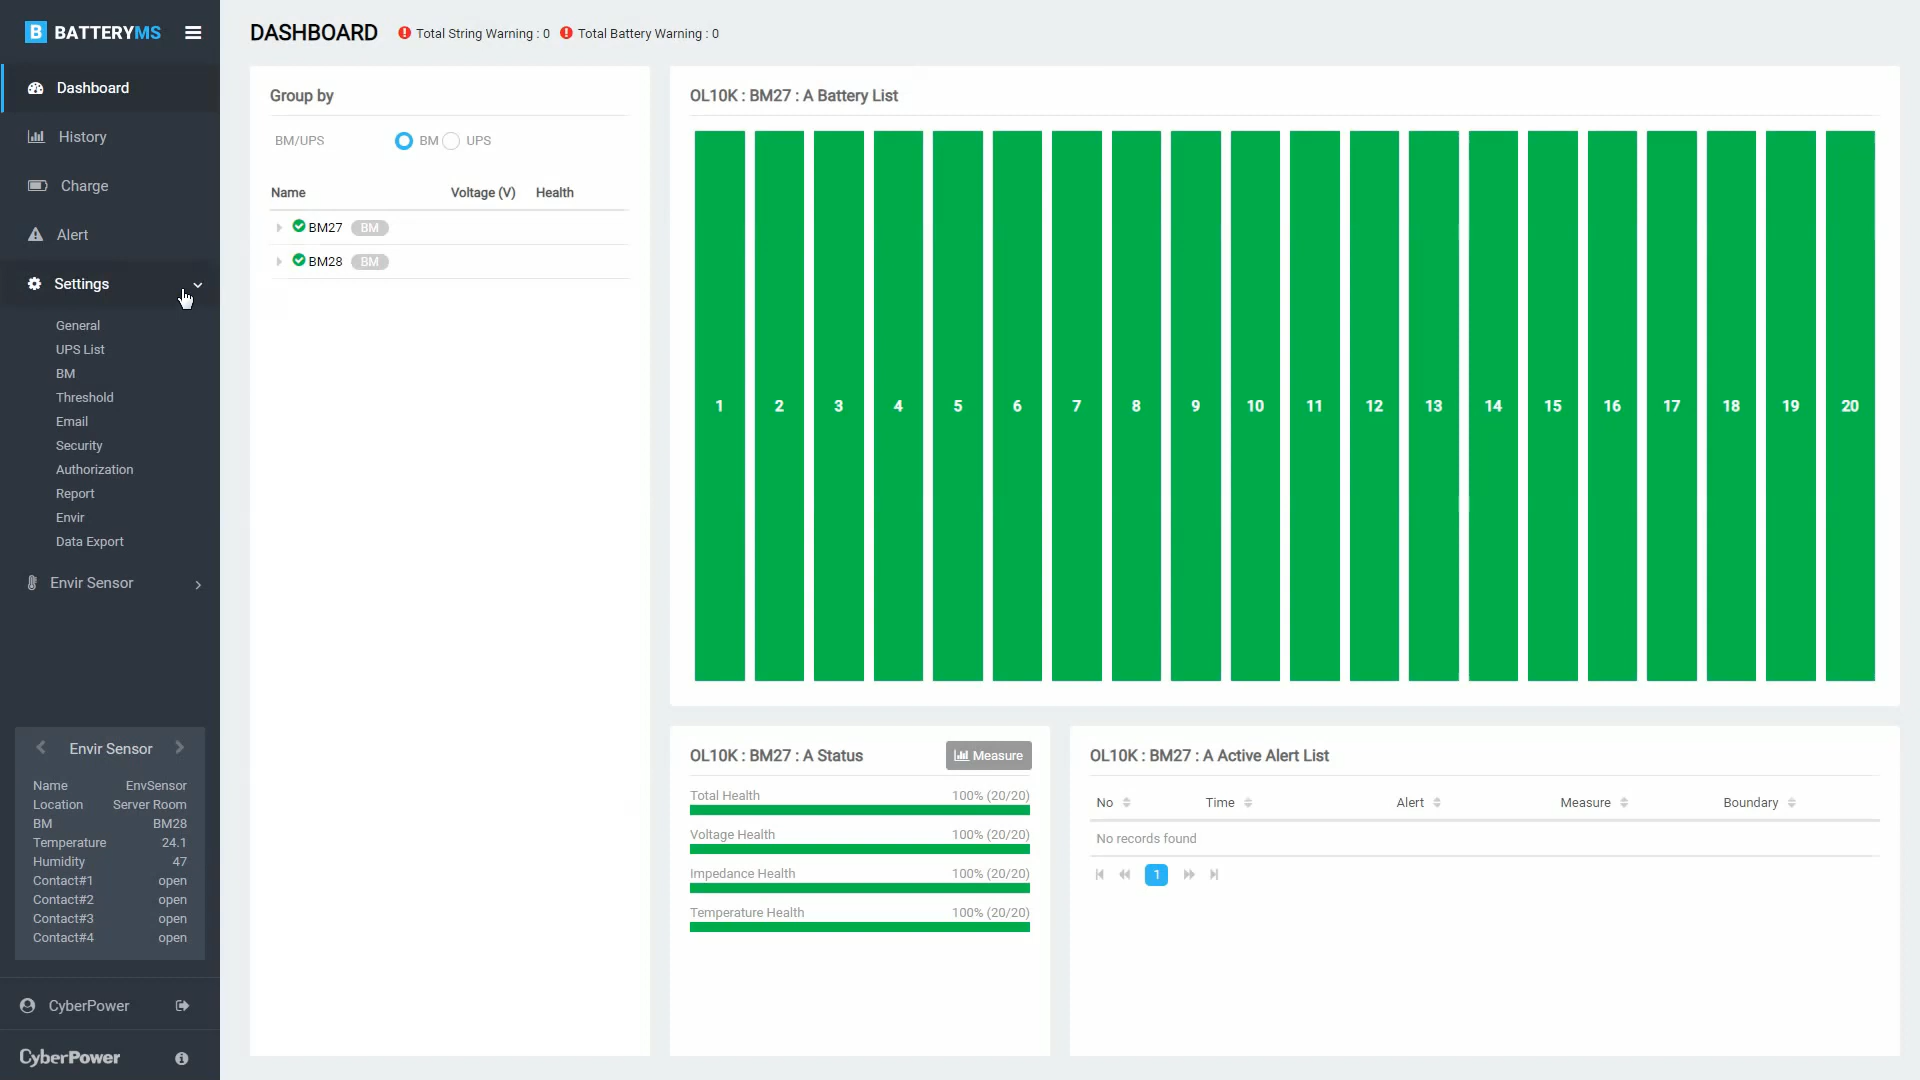 B BATTERYMS
Dashboard
History
Charge
Alert
Settings
General
UPS List
BM
Threshold
Email
Security
Authorization
Report
Envir
Data Export
Envir Sensor
Envir Sensor
Name EnvSensor
Location Server Room
BM BM28
Temperature 24.1
Humidity 47
Contact#1 open
Contact#2 open
Contact#3 open
Contact#4 open
CyberPower
CyberPower
DASHBOARD Total String Warning : 0 Total Battery Warning : 0
Group by
BM/UPS BM UPS
Name Voltage (V) Health
BM27 BM
BM28 BM
OL10K : BM27 : A Battery List
1 2 3 4 5 6 7 8 9 10 11 12 13 14 15 16 17 18 19 20
OL10K : BM27 : A Status Measure
Total Health 100% (20/20)
Voltage Health 100% (20/20)
Impedance Health 100% (20/20)
Temperature Health 100% (20/20)
OL10K : BM27 : A Active Alert List
No Time Alert Measure Boundary
No records found
1